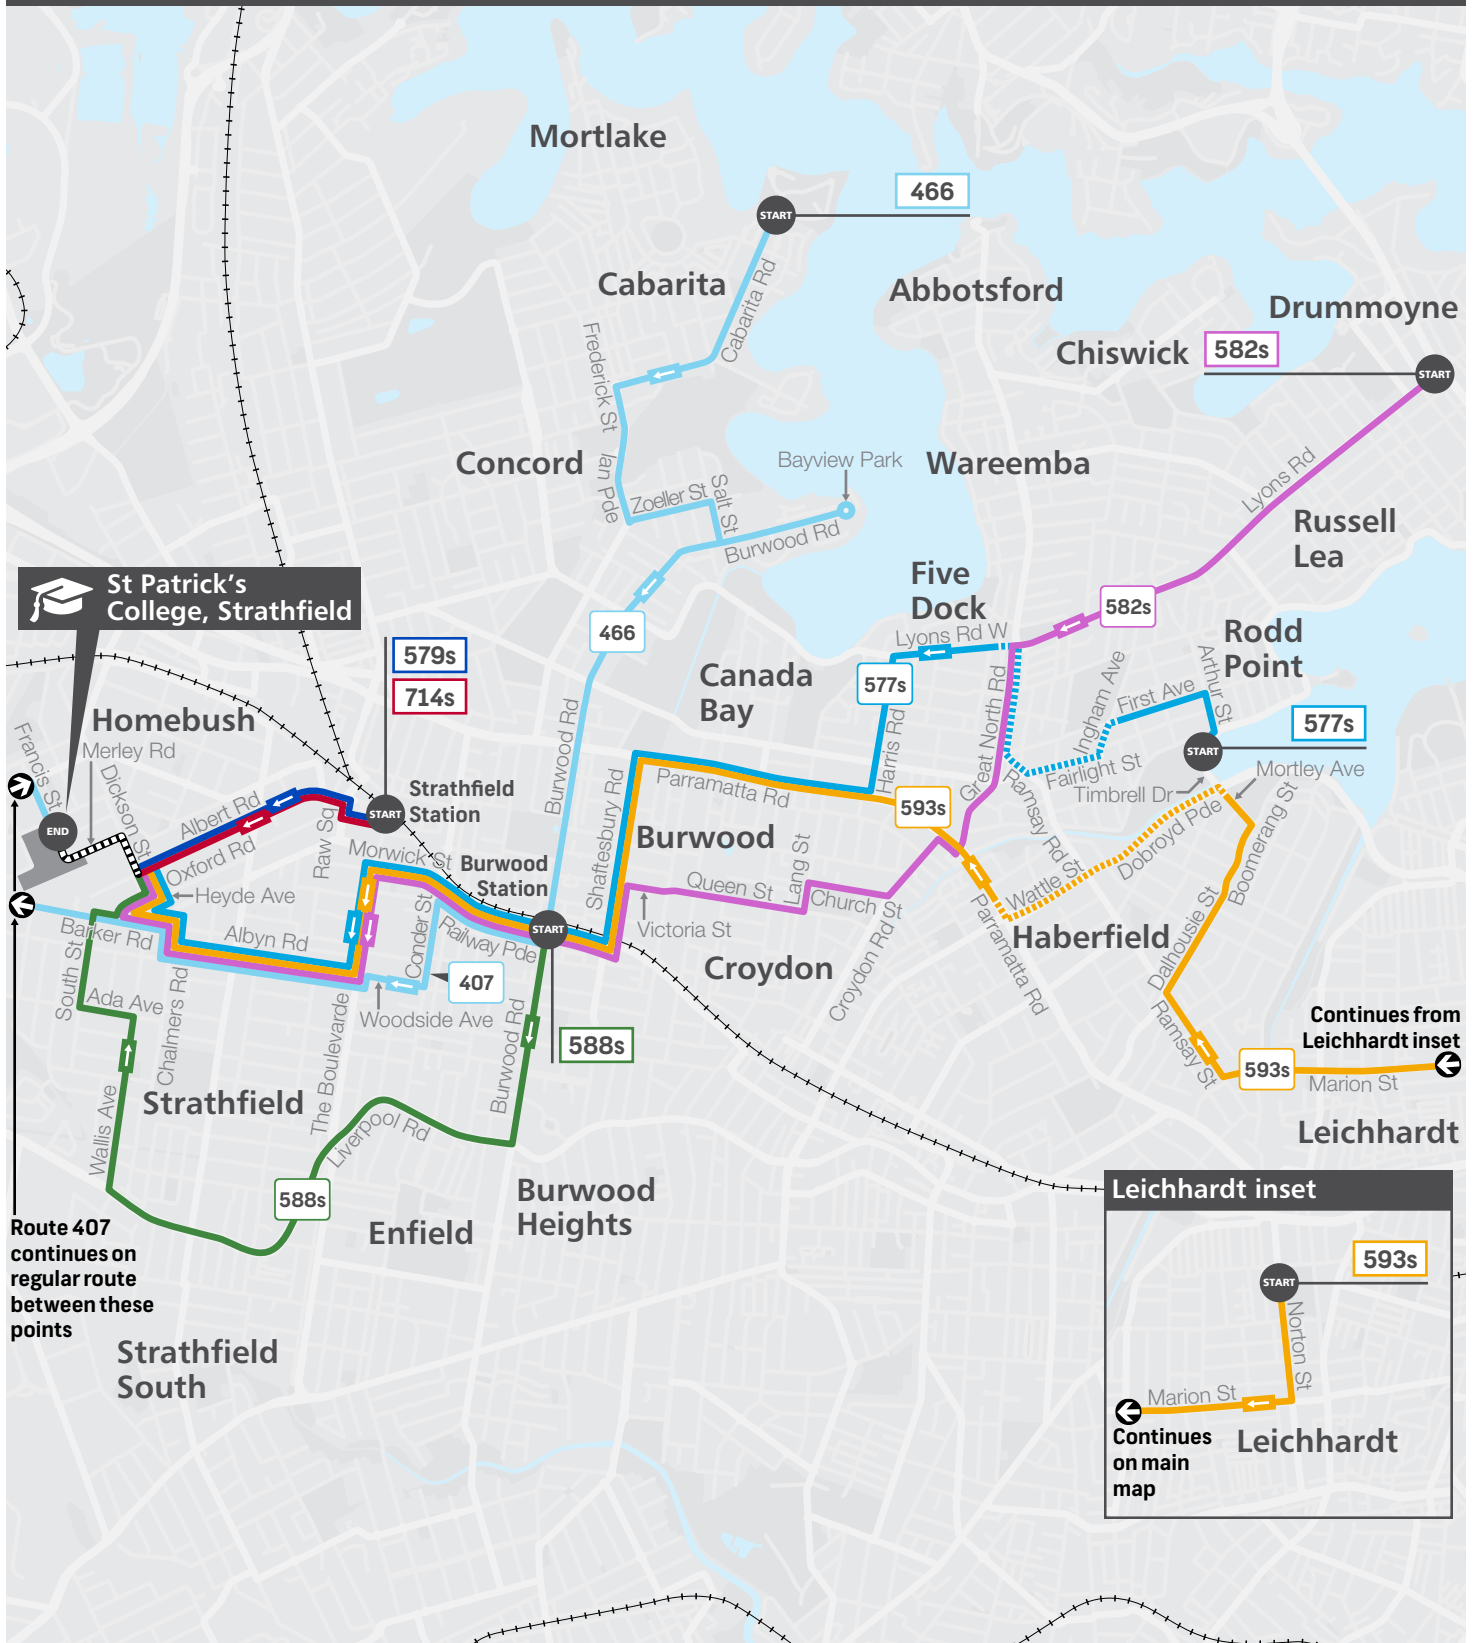 Mortlake
466
START
Cabarita
Cabarita Rd
Abbotsford
Drummoyne
Chiswick
582s
START
Frederick St
Concord
Ian Pde
Bayview Park
Wareemba
Lyons Rd
Zoeller St
Salt St
Burwood Rd
Russell
Lea
St Patrick's
College, Strathfield
Five
Dock
582s
466
Lyons Rd W
Rodd
Point
579s
714s
Canada
Bay
577s
Great North Rd
Ingham Ave
First Ave
Arthur St
577s
START
Homebush
Merley Rd
Francis St
Dickson St
Burwood Rd
Harris Rd
Fairlight St
Mortley Ave
Timbrell Dr
Strathfield
Station
START
Albert Rd
Oxford Rd
Raw Sq
END
Shaftesbury Rd
Parramatta Rd
593s
Ramsay Rd
Dobroyd Pde
Boomerang St
Burwood
Morwick St
Burwood
Station
Heyde Ave
Queen St
Lang St
Church St
Wattle St
Conder St
START
Victoria St
Barker Rd
Albyn Rd
Railway Pde
Croydon
Croydon Rd
Parramatta Rd
Haberfield
Dalhousie St
South St
Ada Ave
Chalmers Rd
407
Woodside Ave
The Boulevarde
Burwood Rd
588s
Ramsay St
Continues from
Leichhardt inset
593s
Marion St
Wallis Ave
Strathfield
Liverpool Rd
Leichhardt
588s
Burwood
Heights
Enfield
Leichhardt inset
Route 407
continues on
regular route
between these
points
593s
START
Norton St
Strathfield
South
Marion St
Continues
on main
map
Leichhardt